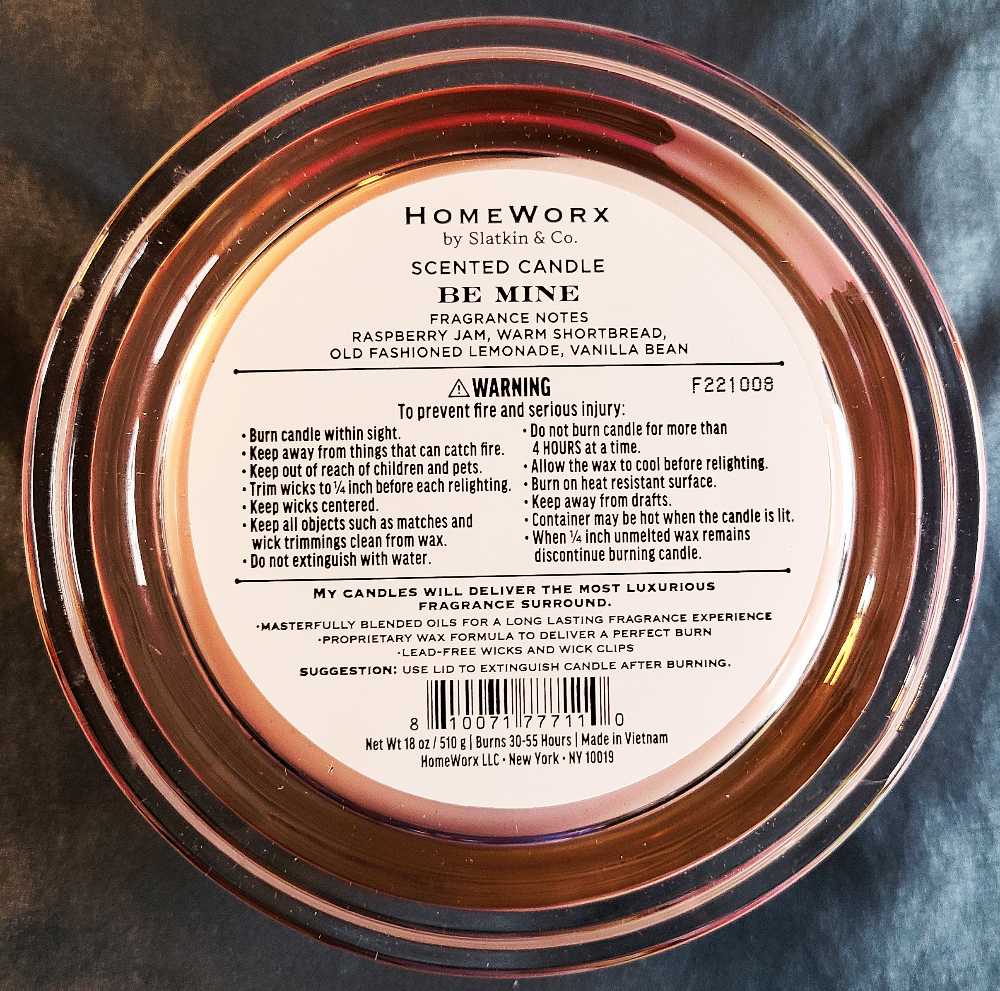 HOMEWORX
by Slatkin & Co.
SCENTED CANDLE
BE MINE
FRAGRANCE NOTES
RASPBERRY JAM, WARM SHORTBREAD,
OLD FASHIONED LEMONADE, VANILLA BEAN
⚠ WARNING
F221008
To prevent fire and serious injury:
• Burn candle within sight.
• Keep away from things that can catch fire.
• Keep out of reach of children and pets.
• Trim wicks to ¼ inch before each relighting.
• Keep wicks centered.
• Keep all objects such as matches and
wick trimmings clean from wax.
• Do not extinguish with water.
• Do not burn candle for more than
4 HOURS at a time.
• Allow the wax to cool before relighting.
• Burn on heat resistant surface.
• Keep away from drafts.
• Container may be hot when the candle is lit.
• When ¼ inch unmelted wax remains
discontinue burning candle.
MY CANDLES WILL DELIVER THE MOST LUXURIOUS
FRAGRANCE SURROUND.
•MASTERFULLY BLENDED OILS FOR A LONG LASTING FRAGRANCE EXPERIENCE
•PROPRIETARY WAX FORMULA TO DELIVER A PERFECT BURN
•LEAD-FREE WICKS AND WICK CLIPS
SUGGESTION: USE LID TO EXTINGUISH CANDLE AFTER BURNING.
8 10071 77711 0
Net Wt 18 oz / 510 g | Burns 30-55 Hours | Made in Vietnam
HomeWorx LLC • New York • NY 10019